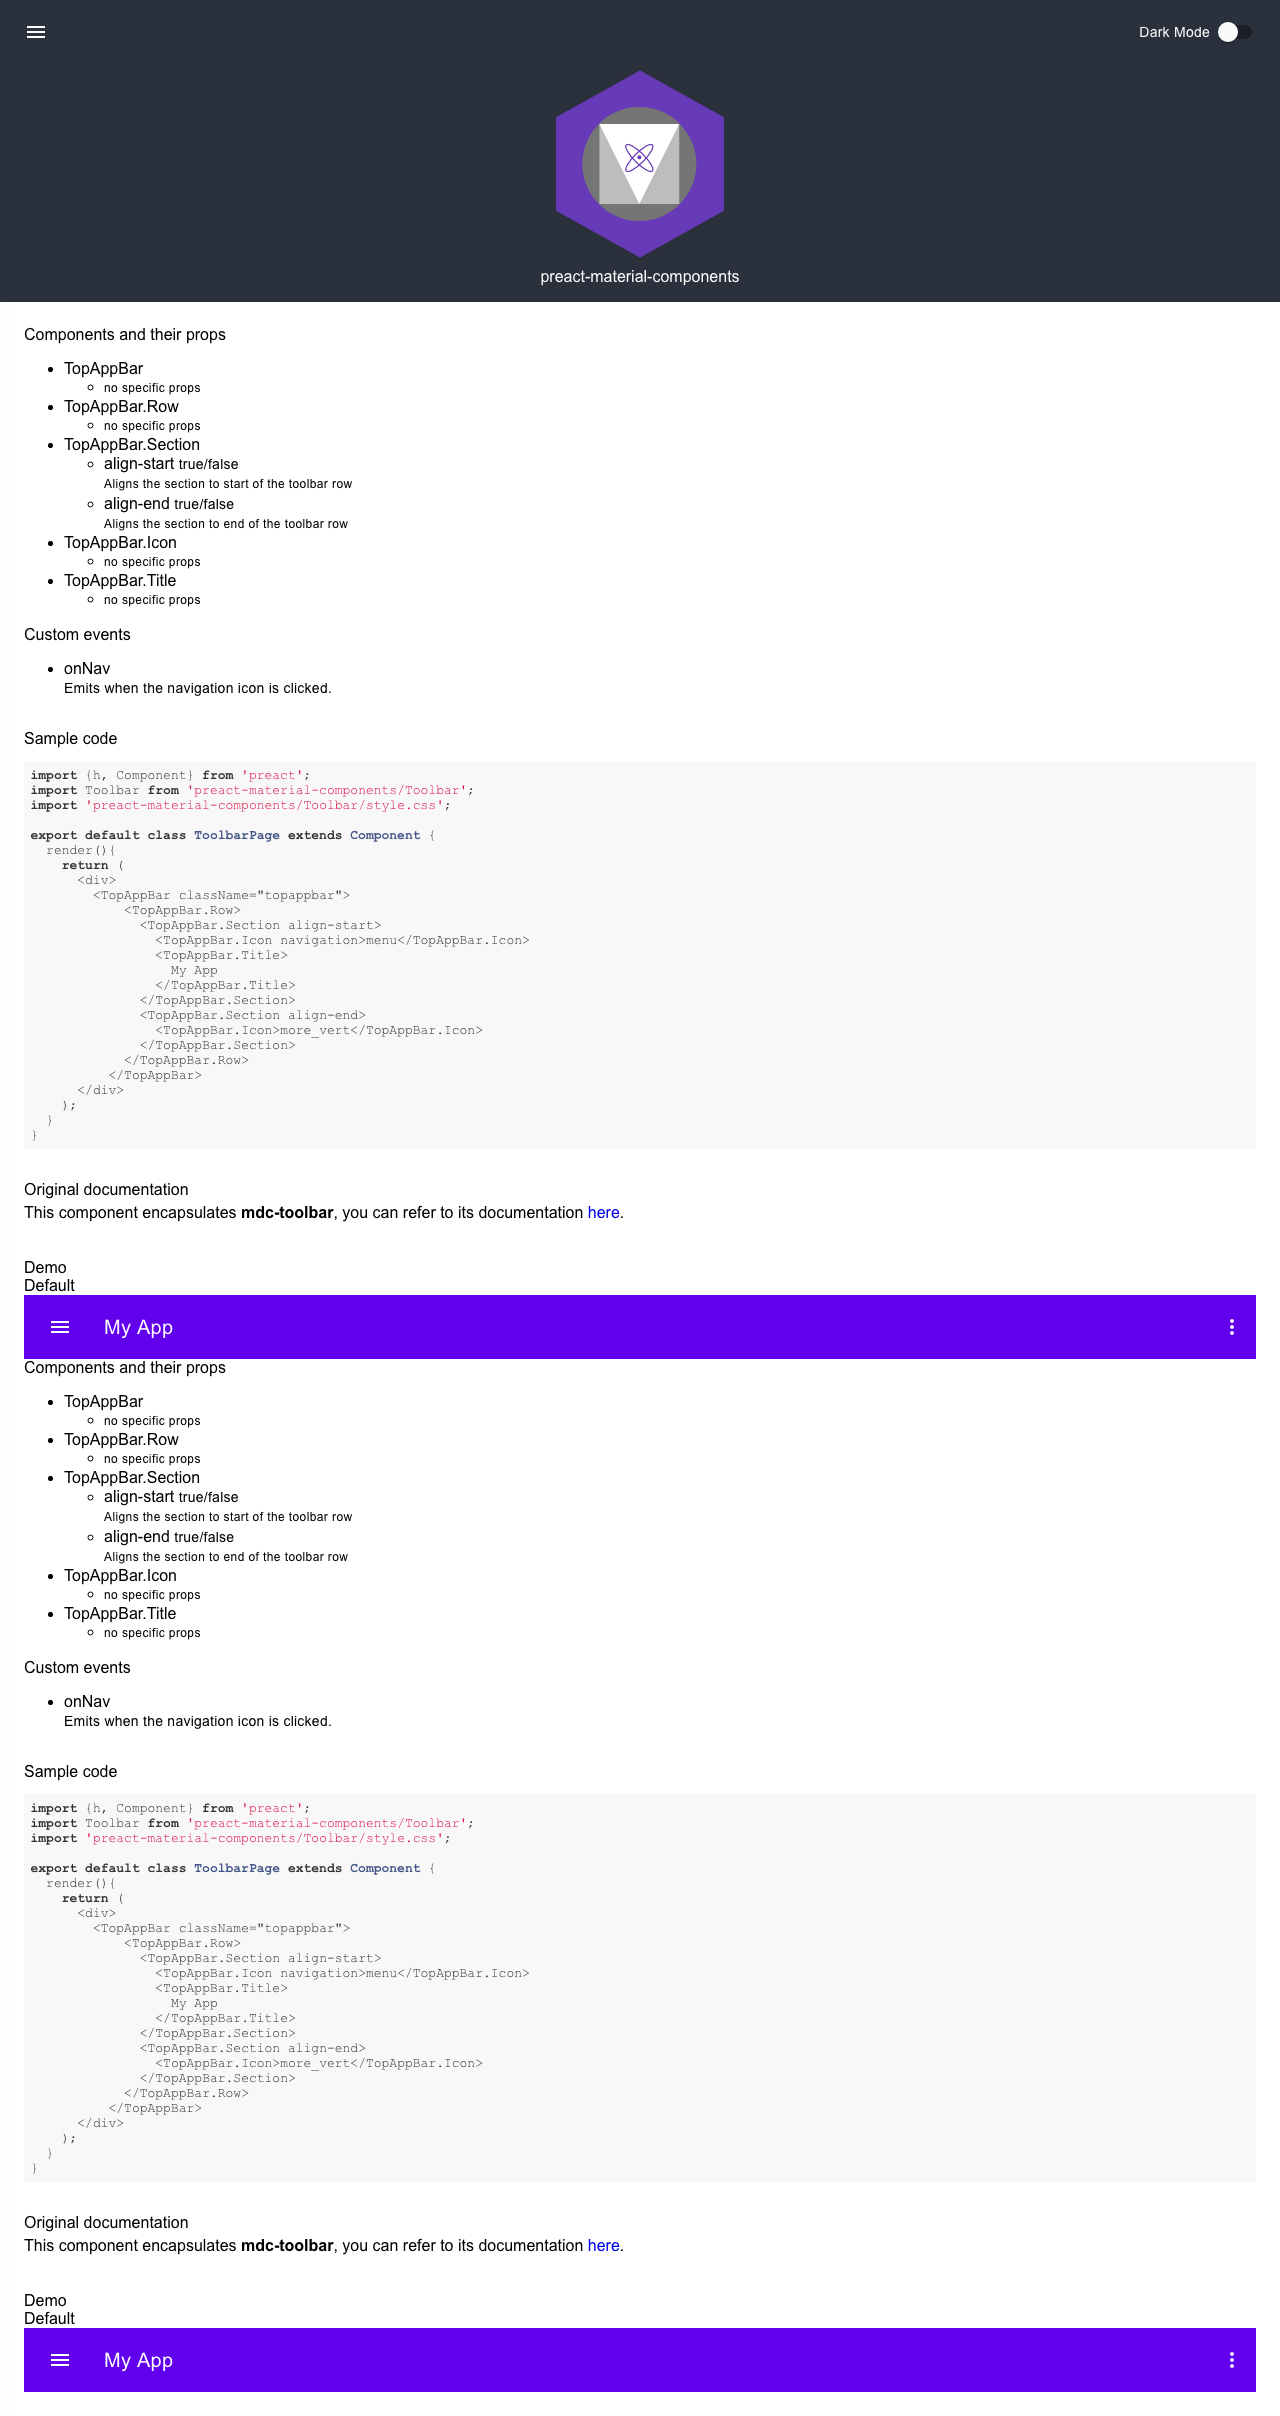 Dark Mode
preact-material-components
Components and their props
TopAppBar
no specific props
TopAppBar.Row
no specific props
TopAppBar.Section
align-start true/false
Aligns the section to start of the toolbar row
align-end true/false
Aligns the section to end of the toolbar row
TopAppBar.Icon
no specific props
TopAppBar.Title
no specific props
Custom events
onNav
Emits when the navigation icon is clicked.
Sample code
import {h, Component} from 'preact';
import Toolbar from 'preact-material-components/Toolbar';
import 'preact-material-components/Toolbar/style.css';
export default class ToolbarPage extends Component {
  render(){
    return (
      <div>
        <TopAppBar className="topappbar">
            <TopAppBar.Row>
              <TopAppBar.Section align-start>
                <TopAppBar.Icon navigation>menu</TopAppBar.Icon>
                <TopAppBar.Title>
                  My App
                </TopAppBar.Title>
              </TopAppBar.Section>
              <TopAppBar.Section align-end>
                <TopAppBar.Icon>more_vert</TopAppBar.Icon>
              </TopAppBar.Section>
            </TopAppBar.Row>
          </TopAppBar>
      </div>
    );
  }
}
Original documentation
This component encapsulates mdc-toolbar, you can refer to its documentation here.
Demo
Default
My App
Components and their props
TopAppBar
no specific props
TopAppBar.Row
no specific props
TopAppBar.Section
align-start true/false
Aligns the section to start of the toolbar row
align-end true/false
Aligns the section to end of the toolbar row
TopAppBar.Icon
no specific props
TopAppBar.Title
no specific props
Custom events
onNav
Emits when the navigation icon is clicked.
Sample code
import {h, Component} from 'preact';
import Toolbar from 'preact-material-components/Toolbar';
import 'preact-material-components/Toolbar/style.css';
export default class ToolbarPage extends Component {
  render(){
    return (
      <div>
        <TopAppBar className="topappbar">
            <TopAppBar.Row>
              <TopAppBar.Section align-start>
                <TopAppBar.Icon navigation>menu</TopAppBar.Icon>
                <TopAppBar.Title>
                  My App
                </TopAppBar.Title>
              </TopAppBar.Section>
              <TopAppBar.Section align-end>
                <TopAppBar.Icon>more_vert</TopAppBar.Icon>
              </TopAppBar.Section>
            </TopAppBar.Row>
          </TopAppBar>
      </div>
    );
  }
}
Original documentation
This component encapsulates mdc-toolbar, you can refer to its documentation here.
Demo
Default
My App